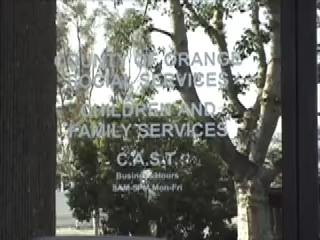 COUNTY OF ORANGE
SOCIAL SERVICES
CHILDREN AND
FAMILY SERVICES
C.A.S.T.
Business Hours
8AM-5PM Mon-Fri